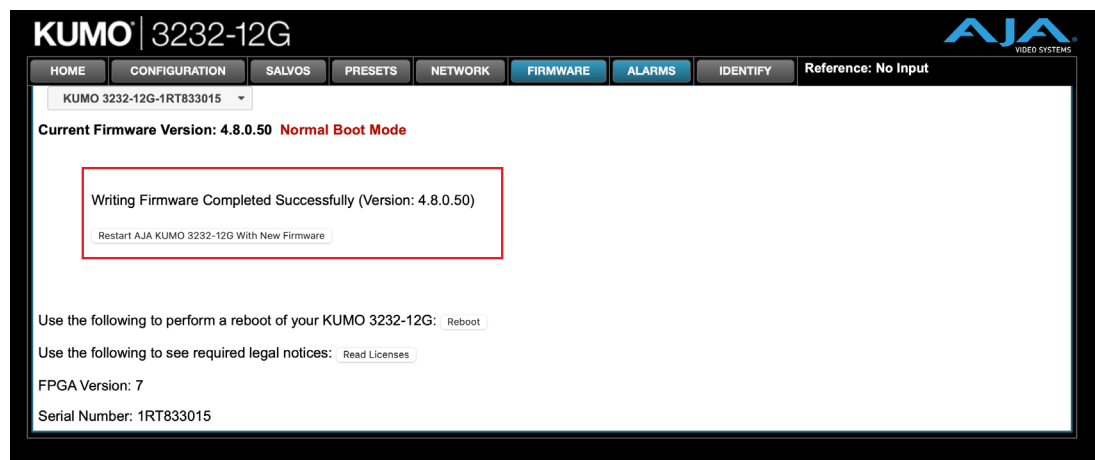 KUMO® 3232-12G
AJA
VIDEO SYSTEMS®
HOME CONFIGURATION SALVOS PRESETS NETWORK FIRMWARE ALARMS IDENTIFY Reference: No Input
KUMO 3232-12G-1RT833015
Current Firmware Version: 4.8.0.50 Normal Boot Mode
Writing Firmware Completed Successfully (Version: 4.8.0.50)
Restart AJA KUMO 3232-12G With New Firmware
Use the following to perform a reboot of your KUMO 3232-12G: Reboot
Use the following to see required legal notices: Read Licenses
FPGA Version: 7
Serial Number: 1RT833015